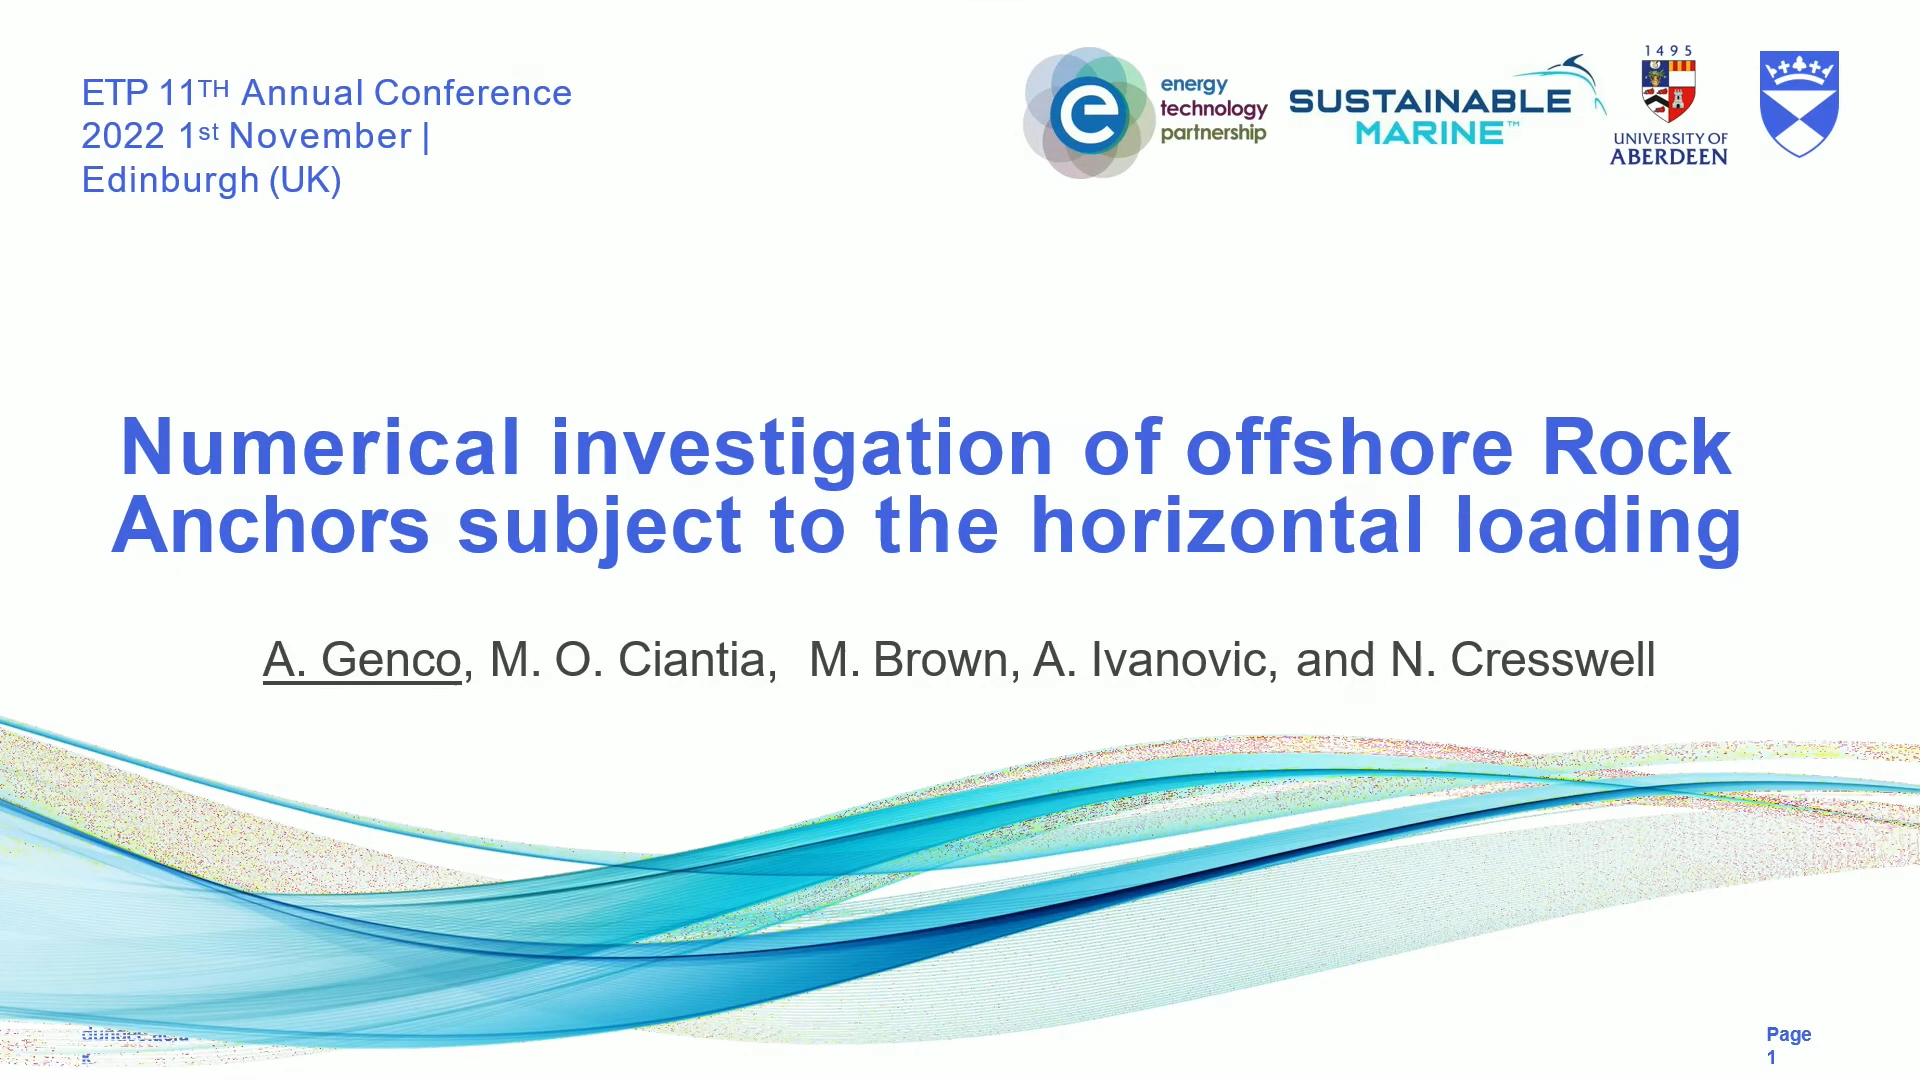 ETP 11TH Annual Conference
2022 1st November |
Edinburgh (UK)
energy
technology
partnership
SUSTAINABLE
MARINE™
1495
UNIVERSITY OF
ABERDEEN
Numerical investigation of offshore Rock
Anchors subject to the horizontal loading
A. Genco, M. O. Ciantia, M. Brown, A. Ivanovic, and N. Cresswell
Page
1